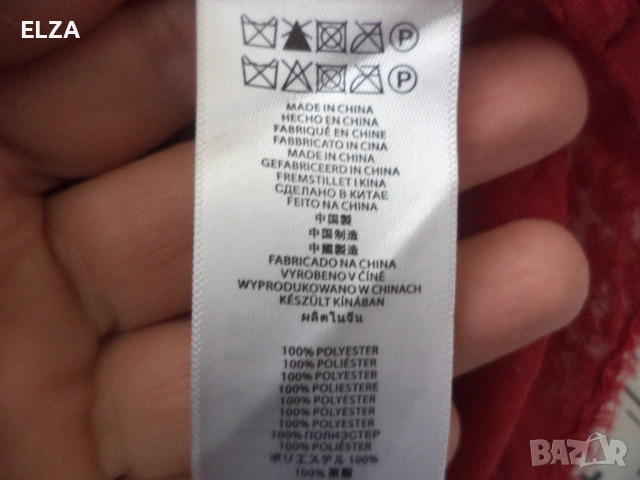 ELZA
P
P
MADE IN CHINA
HECHO EN CHINA
FABRIQUÉ EN CHINE
FABBRICATO IN CINA
MADE IN CHINA
GEFABRICEERD IN CHINA
FREMSTILLET I KINA
СДЕЛАНО В КИТАЕ
FEITO NA CHINA
中国製
中国制造
中國製造
FABRICADO NA CHINA
VYROBENO V ČÍNĚ
WYPRODUKOWANO W CHINACH
KÉSZÜLT KÍNÁBAN
ผลิตในจีน
100% POLYESTER
100% POLIÉSTER
100% POLYESTER
100% POLIESTERE
100% POLYESTER
100% POLYESTER
100% POLYESTER
100% ПОЛИЭСТЕР
ポリエステル 100%
100%
BAZAR
bazar.bg